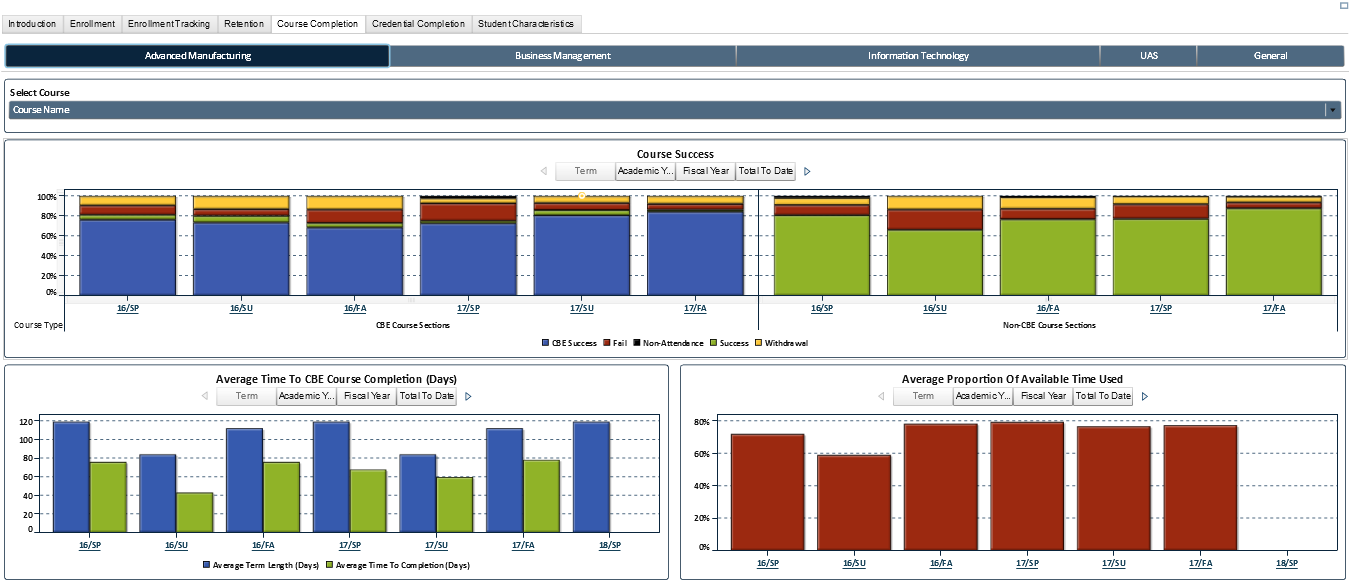 Introduction Enrollment Enrollment Tracking Retention Course Completion Credential Completion Student Characteristics
Advanced Manufacturing Business Management Information Technology UAS General
Select Course
Course Name
Course Success
Term Academic Y... Fiscal Year Total To Date
100%
80%
60%
40%
20%
0%
16/SP 16/SU 16/FA 17/SP 17/SU 17/FA 16/SP 16/SU 16/FA 17/SP 17/FA
Course Type CBE Course Sections Non-CBE Course Sections
CBE Success Fail Non-Attendance Success Withdrawal
Average Time To CBE Course Completion (Days)
Term Academic Y... Fiscal Year Total To Date
120
100
80
60
40
20
0
16/SP 16/SU 16/FA 17/SP 17/SU 17/FA 18/SP
Average Term Length (Days) Average Time To Completion (Days)
Average Proportion Of Available Time Used
Term Academic Y... Fiscal Year Total To Date
80%
60%
40%
20%
0%
16/SP 16/SU 16/FA 17/SP 17/SU 17/FA 18/SP